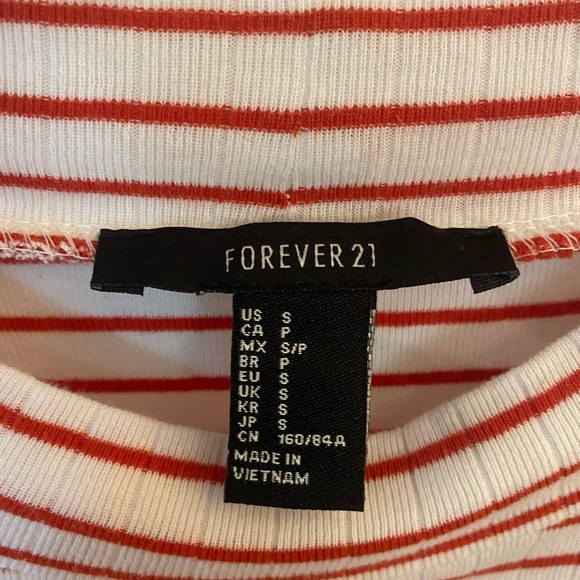 FOREVER 21
US S
CA P
MX S/P
BR P
EU S
UK S
KR S
JP S
CN 160/84A
MADE IN
VIETNAM